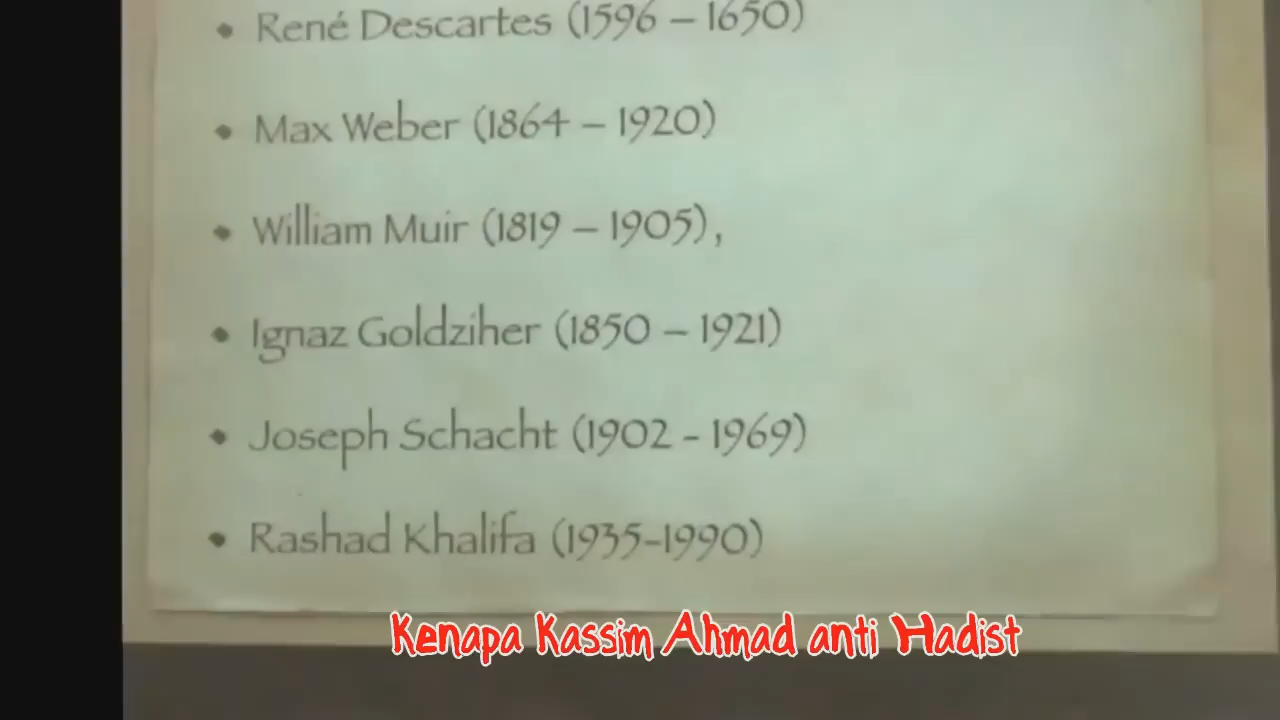 • René Descartes (1596 – 1650)
• Max Weber (1864 – 1920)
• William Muir (1819 – 1905),
• Ignaz Goldziher (1850 – 1921)
• Joseph Schacht (1902 - 1969)
• Rashad Khalifa (1935-1990)
Kenapa Kassim Ahmad anti Hadist